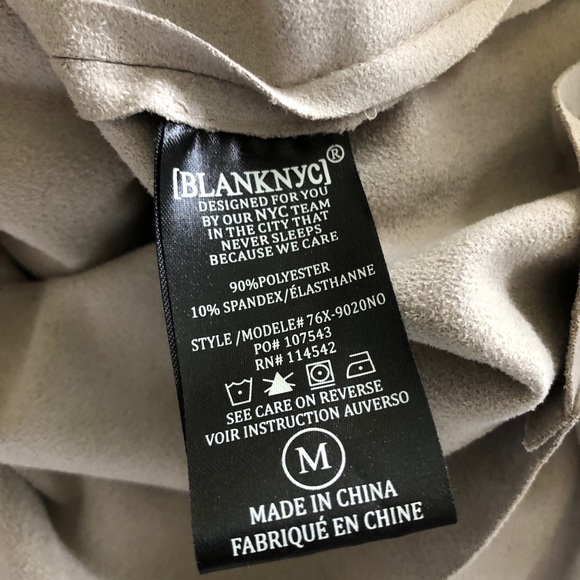 [BLANKNYC]®
DESIGNED FOR YOU
BY OUR NYC TEAM
IN THE CITY THAT
NEVER SLEEPS
BECAUSE WE CARE
90%POLYESTER
10% SPANDEX/ÉLASTHANNE
STYLE /MODELE# 76X-9020NO
PO# 107543
RN# 114542
SEE CARE ON REVERSE
VOIR INSTRUCTION AUVERSO
M
MADE IN CHINA
FABRIQUÉ EN CHINE